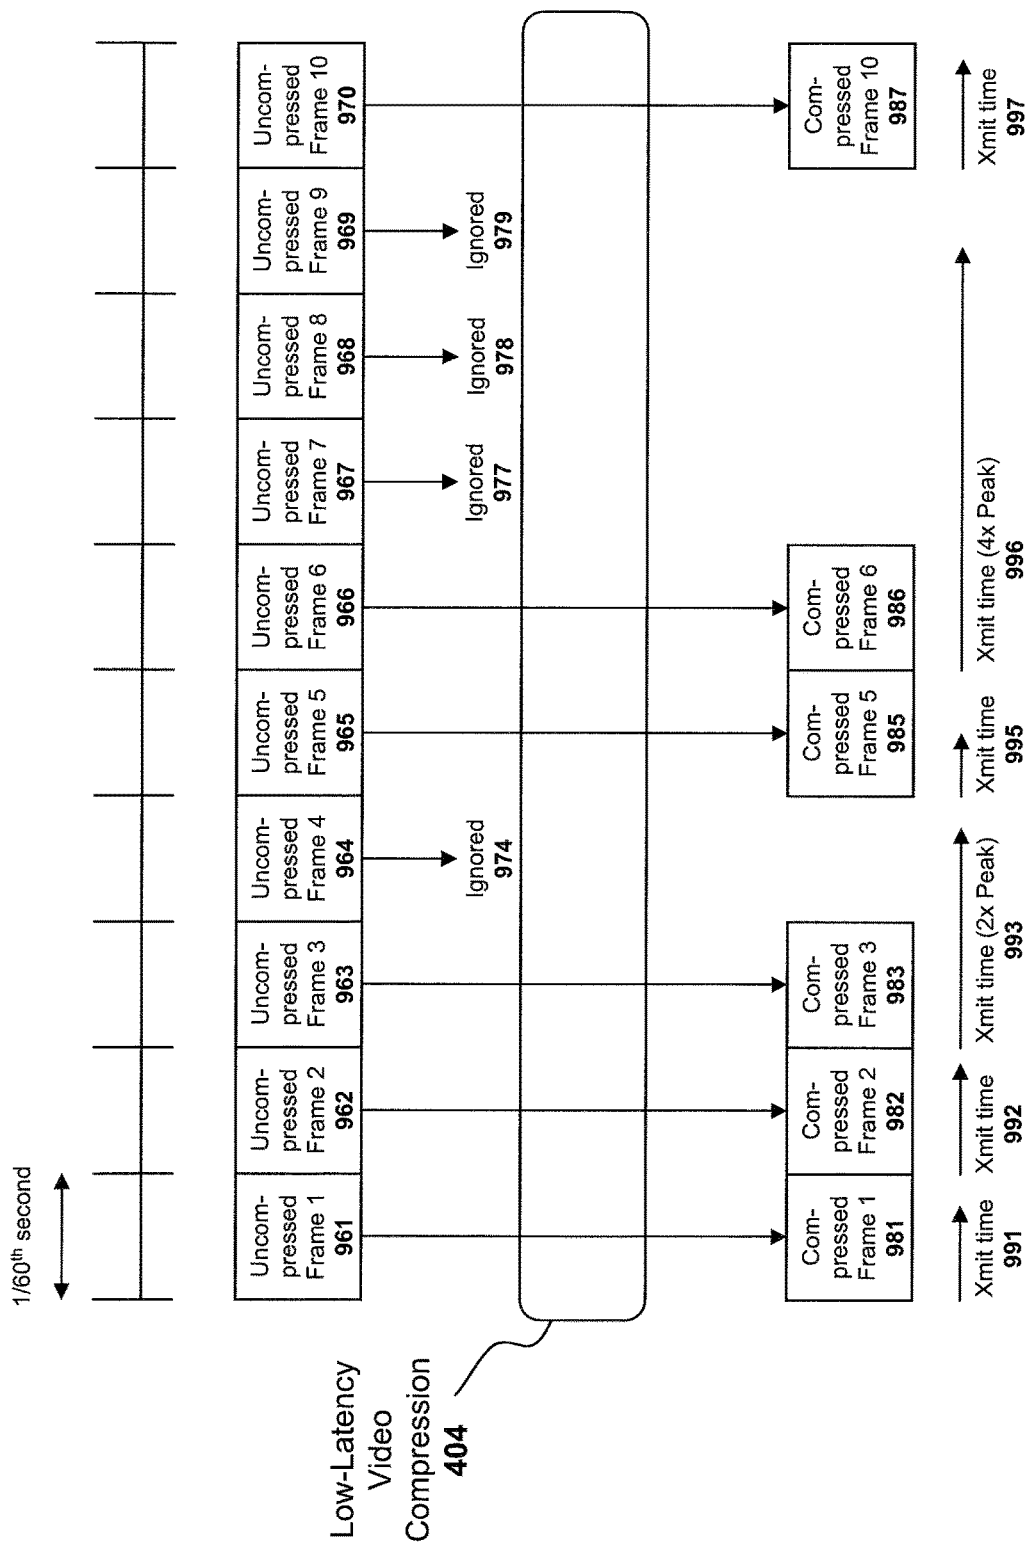 1/60th second
Uncom-
pressed
Frame 1
961
Uncom-
pressed
Frame 2
962
Uncom-
pressed
Frame 3
963
Uncom-
pressed
Frame 4
964
Uncom-
pressed
Frame 5
965
Uncom-
pressed
Frame 6
966
Uncom-
pressed
Frame 7
967
Uncom-
pressed
Frame 8
968
Uncom-
pressed
Frame 9
969
Uncom-
pressed
Frame 10
970
Ignored
974
Ignored
977
Ignored
978
Ignored
979
Low-Latency
Video
Compression
404
Com-
pressed
Frame 1
981
Com-
pressed
Frame 2
982
Com-
pressed
Frame 3
983
Com-
pressed
Frame 5
985
Com-
pressed
Frame 6
986
Com-
pressed
Frame 10
987
Xmit time
991
Xmit time
992
Xmit time (2x Peak)
993
Xmit time
995
Xmit time (4x Peak)
996
Xmit time
997